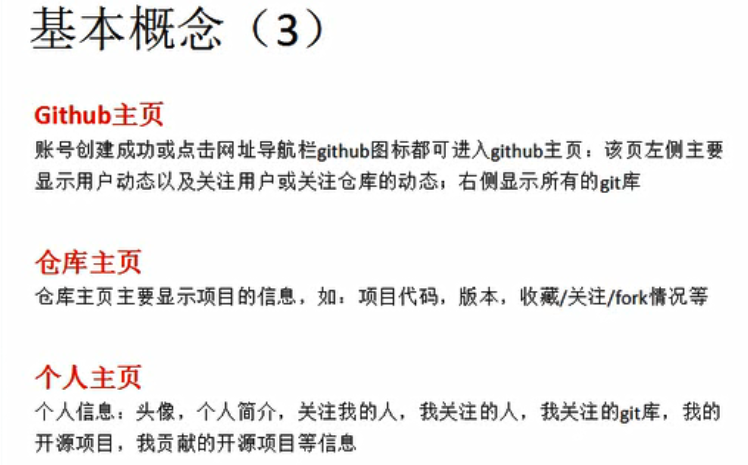 基本概念（3）
Github主页
账号创建成功或点击网址导航栏github图标都可进入github主页：该页左侧主要
显示用户动态以及关注用户或关注仓库的动态；右侧显示所有的git库
仓库主页
仓库主页主要显示项目的信息，如：项目代码，版本，收藏/关注/fork情况等
个人主页
个人信息：头像，个人简介，关注我的人，我关注的人，我关注的git库，我的
开源项目，我贡献的开源项目等信息